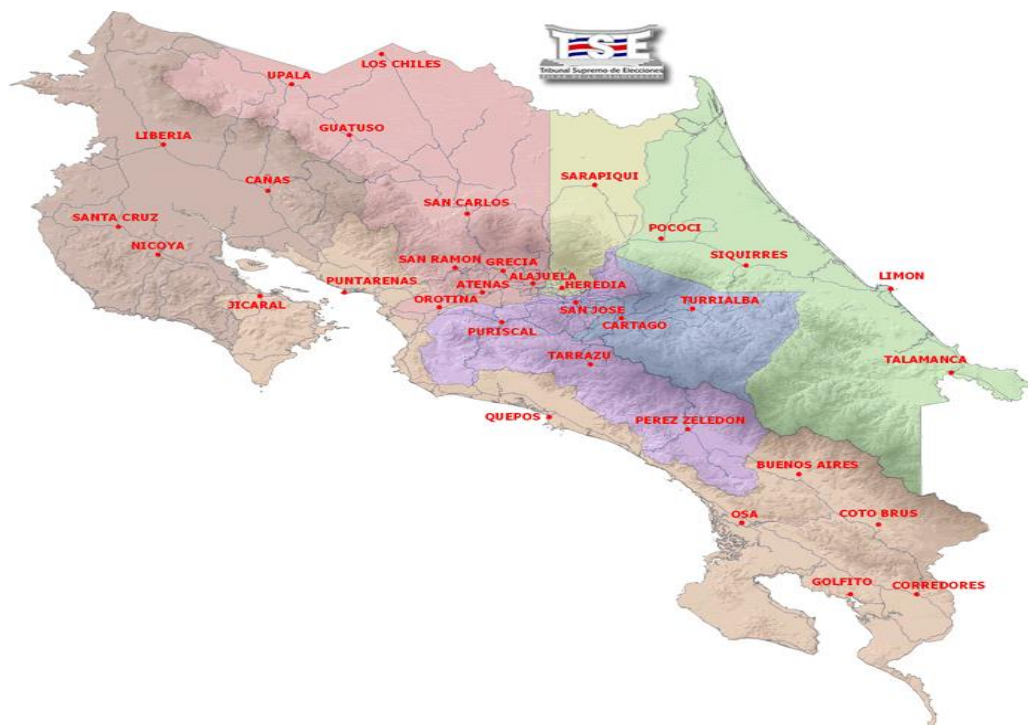 TSE
Tribunal Supremo de Elecciones
LOS CHILES
UPALA
GUATUSO
LIBERIA
SARAPIQUI
CAÑAS
SAN CARLOS
SANTA CRUZ
POCOCI
NICOYA
SAN RAMON
GRECIA
SIQUIRRES
ALAJUELA
LIMON
PUNTARENAS
ATENAS
HEREDIA
JICARAL
OROTINA
TURRIALBA
SAN JOSE
PURISCAL
CARTAGO
TARRAZU
TALAMANCA
QUEPOS
PEREZ ZELEDON
BUENOS AIRES
OSA
COTO BRUS
GOLFITO
CORREDORES